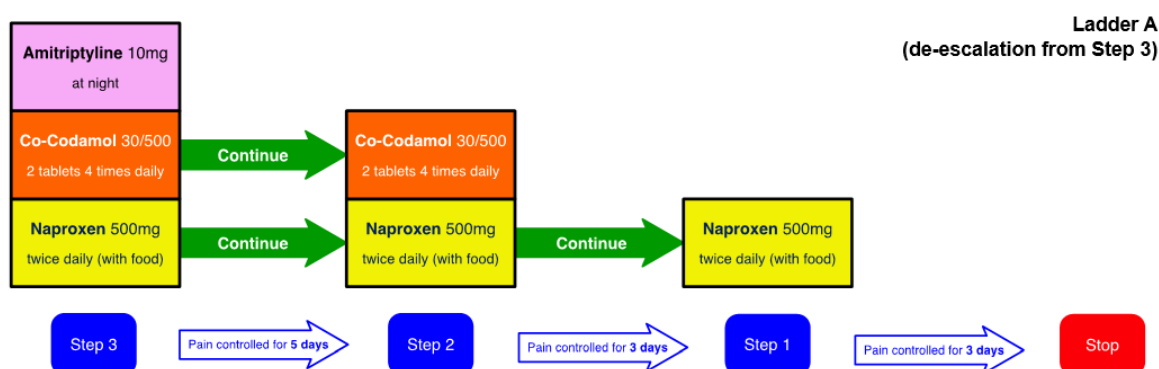 Ladder A
(de-escalation from Step 3)
Amitriptyline 10mg
at night
Co-Codamol 30/500
2 tablets 4 times daily
Continue
Co-Codamol 30/500
2 tablets 4 times daily
Naproxen 500mg
twice daily (with food)
Continue
Naproxen 500mg
twice daily (with food)
Continue
Naproxen 500mg
twice daily (with food)
Step 3
Pain controlled for 5 days
Step 2
Pain controlled for 3 days
Step 1
Pain controlled for 3 days
Stop